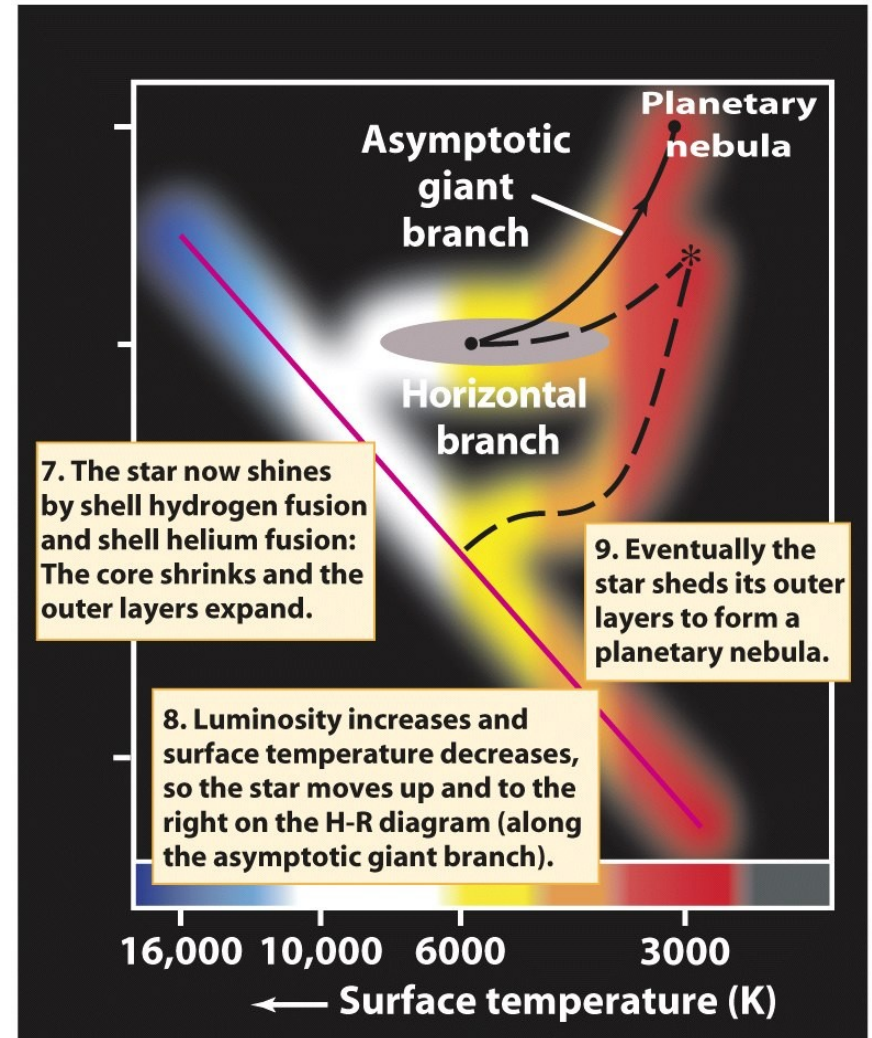 Planetary
nebula
Asymptotic
giant
branch
*
Horizontal
branch
7. The star now shines
by shell hydrogen fusion
and shell helium fusion:
The core shrinks and the
outer layers expand.
9. Eventually the
star sheds its outer
layers to form a
planetary nebula.
8. Luminosity increases and
surface temperature decreases,
so the star moves up and to the
right on the H-R diagram (along
the asymptotic giant branch).
16,000 10,000 6000 3000
← Surface temperature (K)